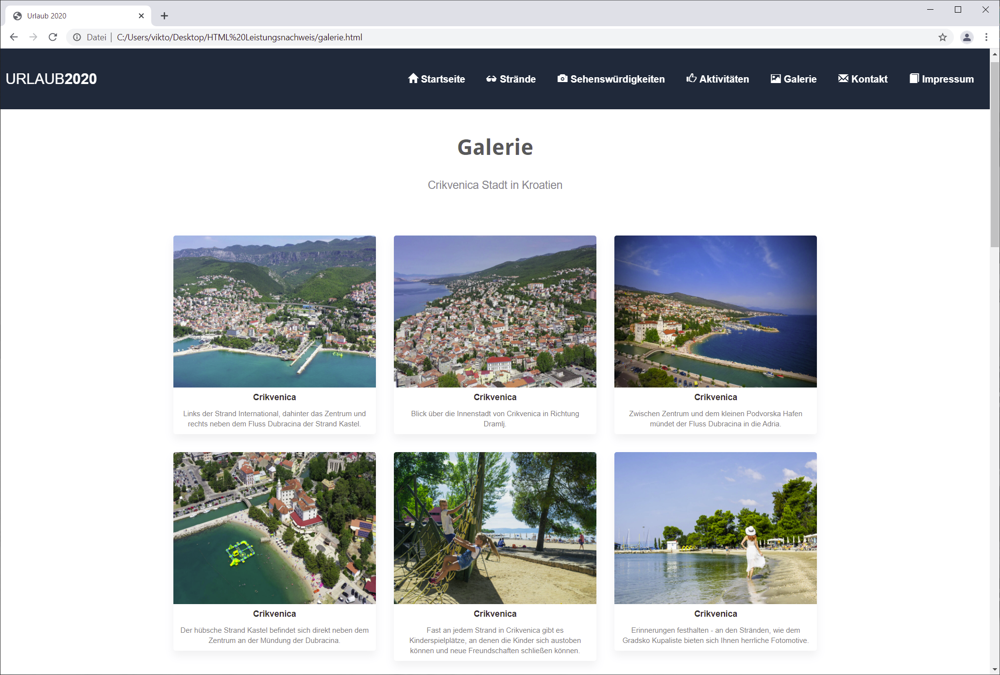 Urlaub 2020
Datei | C:/Users/vikto/Desktop/HTML%20Leistungsnachweis/galerie.html
URLAUB2020
Startseite
Strände
Sehenswürdigkeiten
Aktivitäten
Galerie
Kontakt
Impressum
Galerie
Crikvenica Stadt in Kroatien
Crikvenica
Links der Strand International, dahinter das Zentrum und
rechts neben dem Fluss Dubracina der Strand Kastel.
Crikvenica
Blick über die Innenstadt von Crikvenica in Richtung
Dramlj.
Crikvenica
Zwischen Zentrum und dem kleinen Podvorska Hafen
mündet der Fluss Dubracina in die Adria.
Crikvenica
Der hübsche Strand Kastel befindet sich direkt neben dem
Zentrum an der Mündung der Dubracina.
Crikvenica
Fast an jedem Strand in Crikvenica gibt es
Kinderspielplätze, an denen die Kinder sich austoben
können und neue Freundschaften schließen können.
Crikvenica
Erinnerungen festhalten - an den Stränden, wie dem
Gradsko Kupaliste bieten sich Ihnen herrliche Fotomotive.